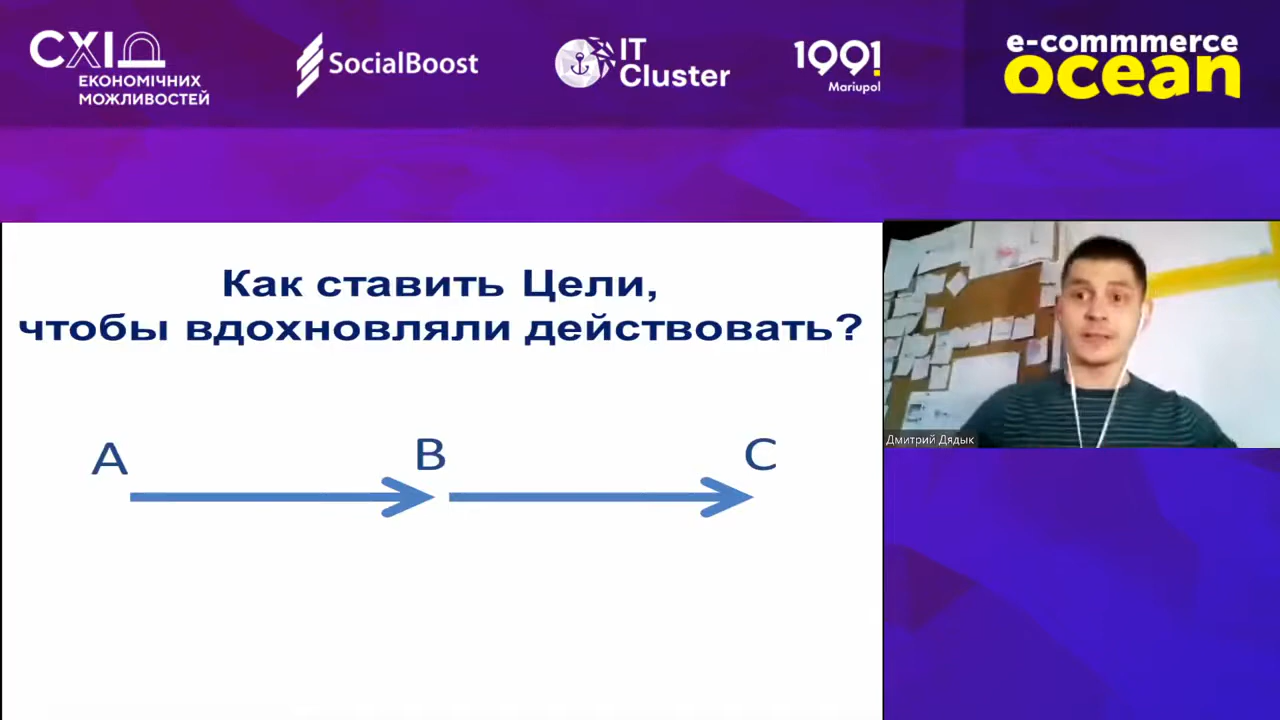 СХІД
ЕКОНОМІЧНИХ
МОЖЛИВОСТЕЙ
SocialBoost
IT
Cluster
1991
Mariupol
e-commmerce
ocean
Как ставить Цели,
чтобы вдохновляли действовать?
A
B
C
Дмитрий Дядык